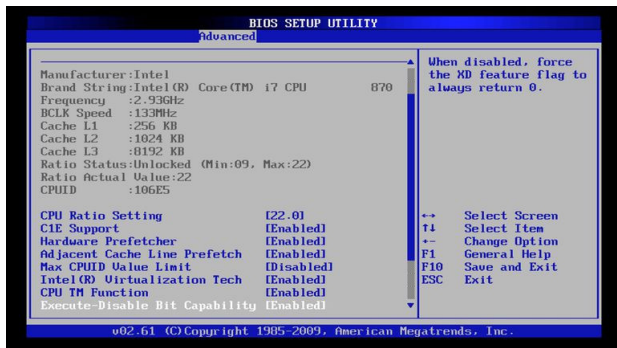 BIOS SETUP UTILITY
Advanced
Manufacturer:Intel
Brand String:Intel(R) Core(TM) i7 CPU 870
Frequency :2.93GHz
BCLK Speed :133MHz
Cache L1 :256 KB
Cache L2 :1024 KB
Cache L3 :8192 KB
Ratio Status:Unlocked (Min:09, Max:22)
Ratio Actual Value:22
CPUID :106E5
CPU Ratio Setting [22.0]
C1E Support [Enabled]
Hardware Prefetcher [Enabled]
Adjacent Cache Line Prefetch [Enabled]
Max CPUID Value Limit [Disabled]
Intel(R) Virtualization Tech [Enabled]
CPU TM Function [Enabled]
Execute-Disable Bit Capability [Enabled]
When disabled, force
the XD feature flag to
always return 0.
↔ Select Screen
↑↓ Select Item
+- Change Option
F1 General Help
F10 Save and Exit
ESC Exit
v02.61 (C)Copyright 1985-2009, American Megatrends, Inc.